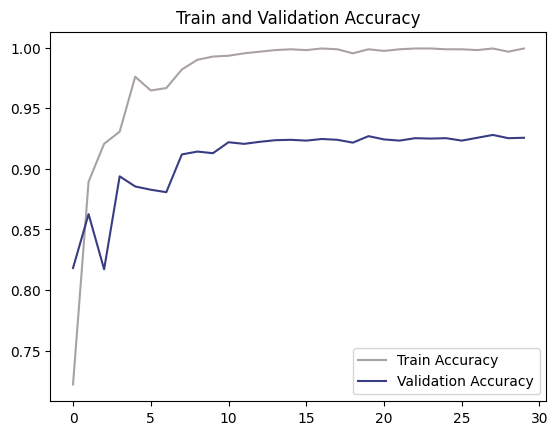 Train and Validation Accuracy
1.00
0.95
0.90
0.85
0.80
0.75
0 5 10 15 20 25 30
Train Accuracy
Validation Accuracy